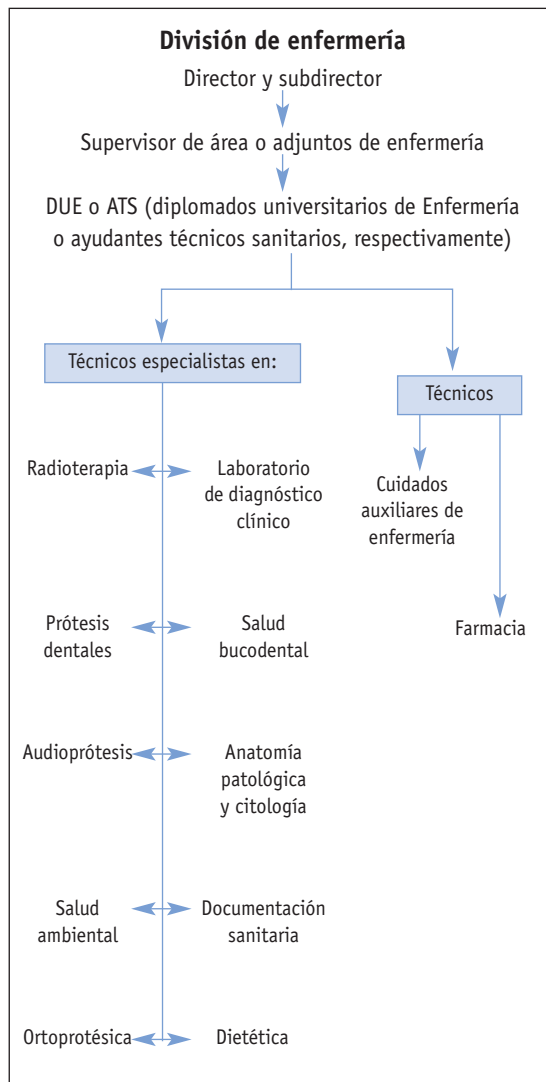 División de enfermería
Director y subdirector
Supervisor de área o adjuntos de enfermería
DUE o ATS (diplomados universitarios de Enfermería
o ayudantes técnicos sanitarios, respectivamente)
Técnicos especialistas en:
Radioterapia
Laboratorio
de diagnóstico
clínico
Prótesis
dentales
Salud
bucodental
Audioprótesis
Anatomía
patológica
y citología
Salud
ambiental
Documentación
sanitaria
Ortoprotésica
Dietética
Técnicos
Cuidados
auxiliares de
enfermería
Farmacia